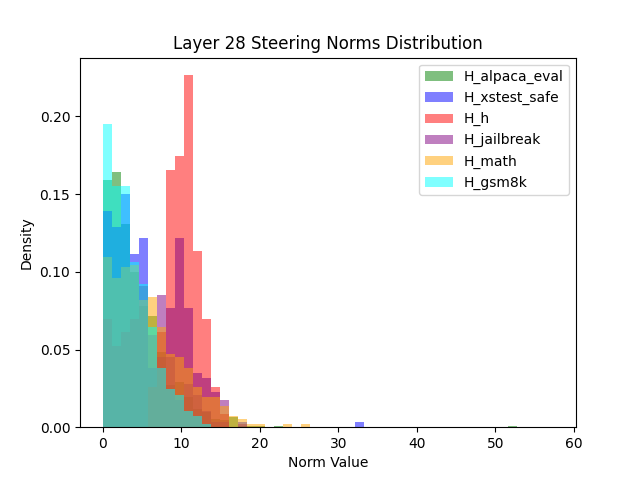 Layer 28 Steering Norms Distribution
H_alpaca_eval
H_xstest_safe
H_h
H_jailbreak
H_math
H_gsm8k
Density
0.20
0.15
0.10
0.05
0.00
0 10 20 30 40 50 60
Norm Value